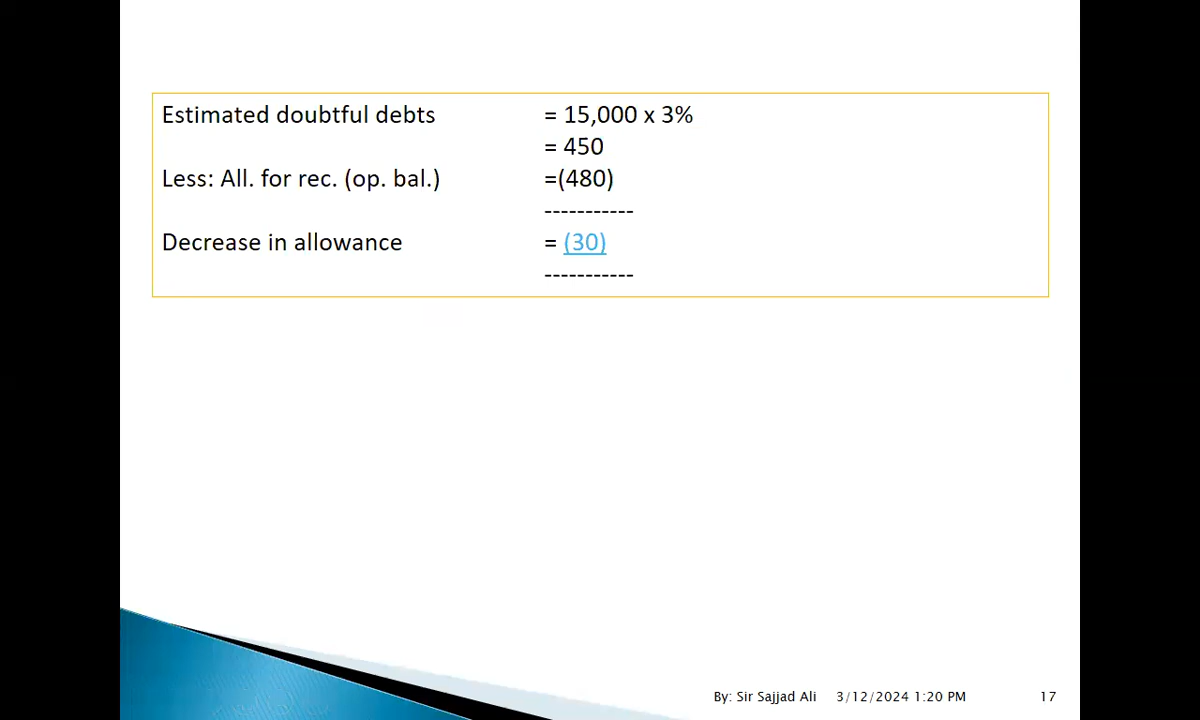 Estimated doubtful debts = 15,000 x 3%
= 450
Less: All. for rec. (op. bal.) =(480)
-----------
Decrease in allowance = (30)
-----------
By: Sir Sajjad Ali 3/12/2024 1:20 PM 17